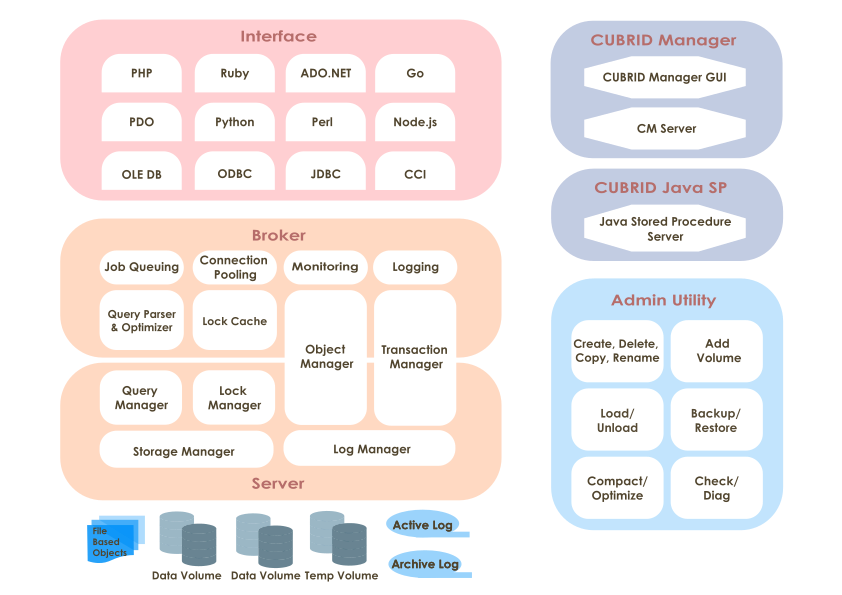 Interface
PHP
Ruby
ADO.NET
Go
PDO
Python
Perl
Node.js
OLE DB
ODBC
JDBC
CCI
Broker
Job Queuing
Connection
Pooling
Monitoring
Logging
Query Parser
& Optimizer
Lock Cache
Object
Manager
Transaction
Manager
Query
Manager
Lock
Manager
Storage Manager
Log Manager
Server
File
Based
Objects
Data Volume
Data Volume
Temp Volume
Active Log
Archive Log
CUBRID Manager
CUBRID Manager GUI
CM Server
CUBRID Java SP
Java Stored Procedure
Server
Admin Utility
Create, Delete,
Copy, Rename
Add
Volume
Load/
Unload
Backup/
Restore
Compact/
Optimize
Check/
Diag